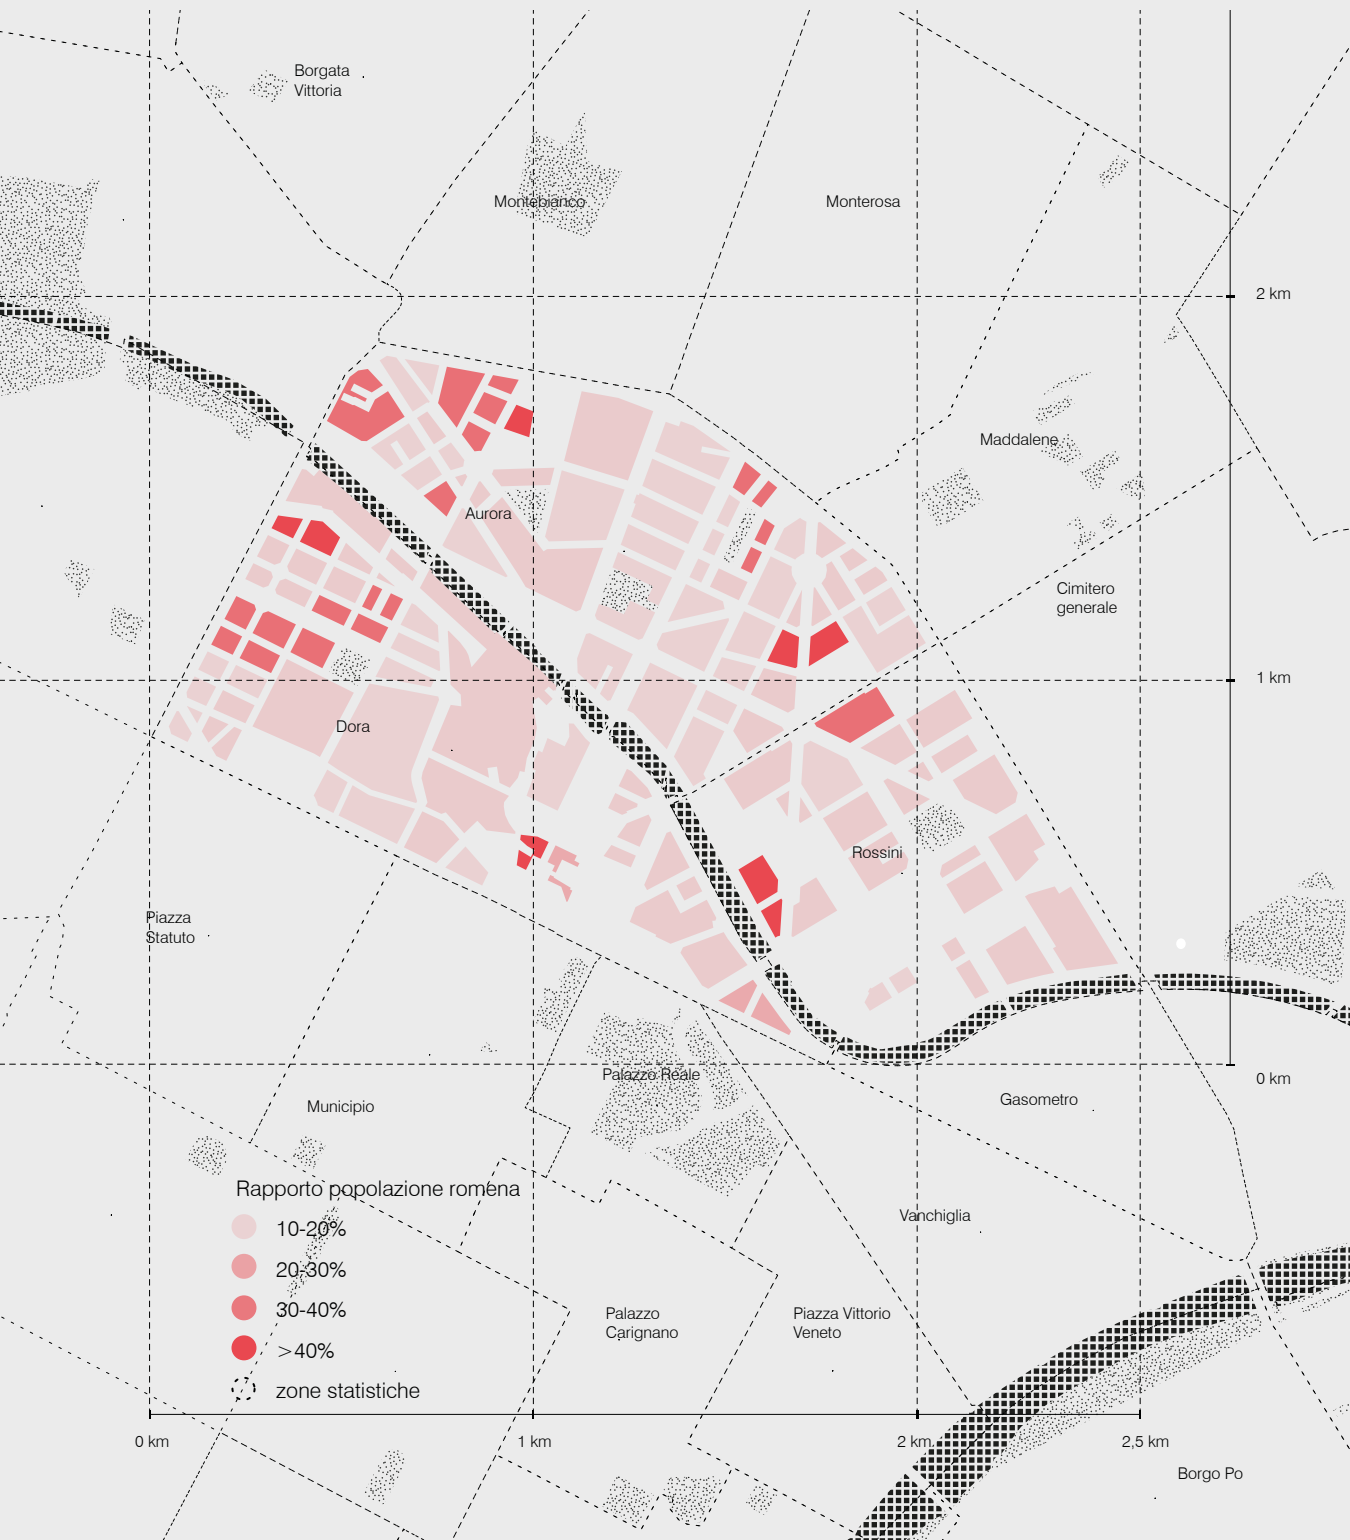 Borgata
Vittoria
Montebianco
Monterosa
2 km
Maddalene
Aurora
Cimitero
generale
1 km
Dora
Rossini
Piazza
Statuto
Palazzo Reale
0 km
Gasometro
Municipio
Rapporto popolazione romena
10-20%
20-30%
30-40%
>40%
zone statistiche
Vanchiglia
Palazzo
Carignano
Piazza Vittorio
Veneto
0 km
1 km
2 km
2,5 km
Borgo Po